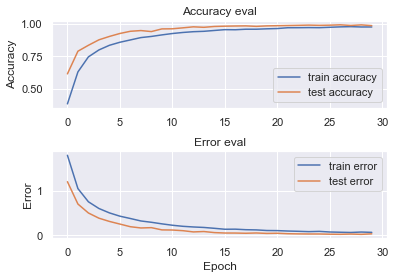 Accuracy eval
1.00
0.75
0.50
Accuracy
train accuracy
test accuracy
0 5 10 15 20 25 30
Error eval
1
0
Error
train error
test error
0 5 10 15 20 25 30
Epoch